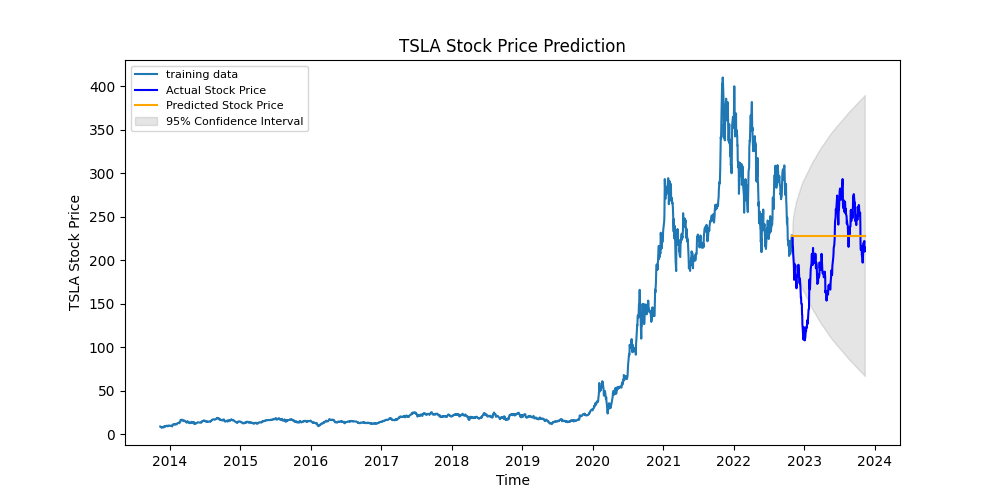 TSLA Stock Price Prediction
training data
Actual Stock Price
Predicted Stock Price
95% Confidence Interval
TSLA Stock Price
400
350
300
250
200
150
100
50
0
2014 2015 2016 2017 2018 2019 2020 2021 2022 2023 2024
Time